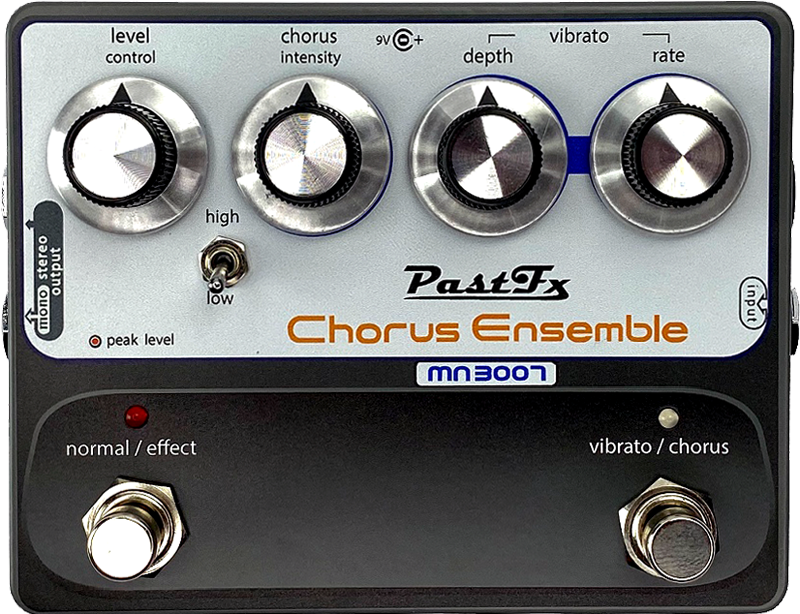 level
control
chorus
intensity
9V
+
vibrato
depth
rate
high
low
stereo
mono
output
input
PastFx
Chorus Ensemble
peak level
MN3007
normal / effect
vibrato / chorus